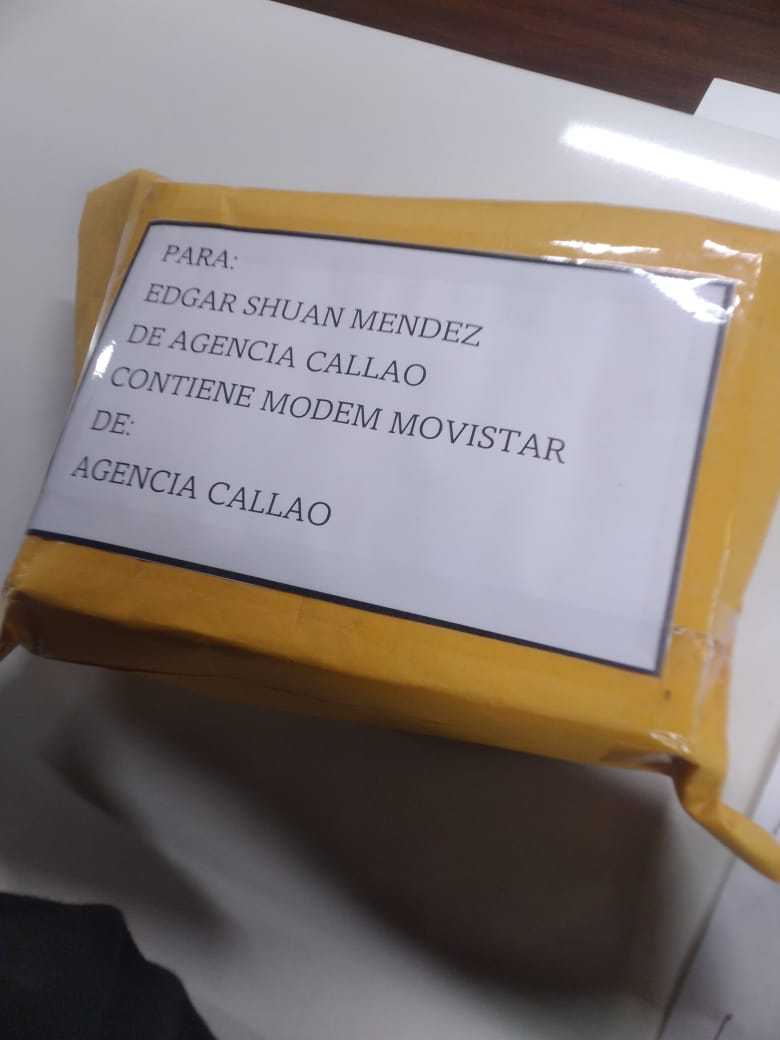 PARA:
EDGAR SHUAN MENDEZ
DE AGENCIA CALLAO
CONTIENE MODEM MOVISTAR
DE:
AGENCIA CALLAO